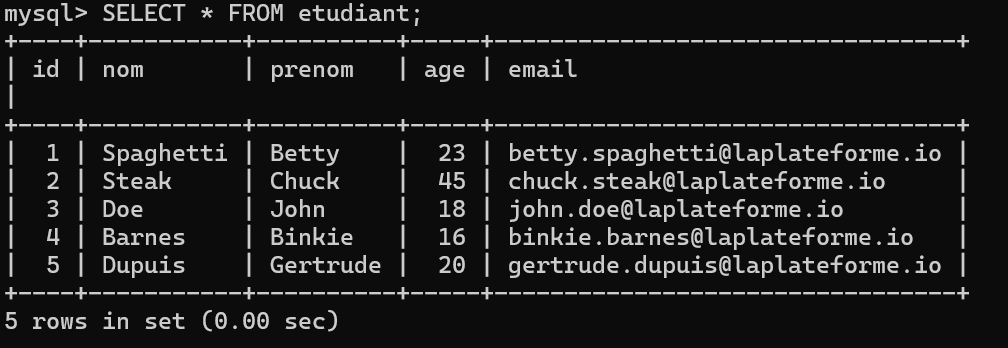 mysql> SELECT * FROM etudiant;
+----+-----------+----------+-----+----------------------------------+
| id | nom       | prenom   | age | email
|
+----+-----------+----------+-----+----------------------------------+
|  1 | Spaghetti | Betty    |  23 | betty.spaghetti@laplateforme.io |
|  2 | Steak     | Chuck    |  45 | chuck.steak@laplateforme.io     |
|  3 | Doe       | John     |  18 | john.doe@laplateforme.io        |
|  4 | Barnes    | Binkie   |  16 | binkie.barnes@laplateforme.io   |
|  5 | Dupuis    | Gertrude |  20 | gertrude.dupuis@laplateforme.io |
+----+-----------+----------+-----+----------------------------------+
5 rows in set (0.00 sec)